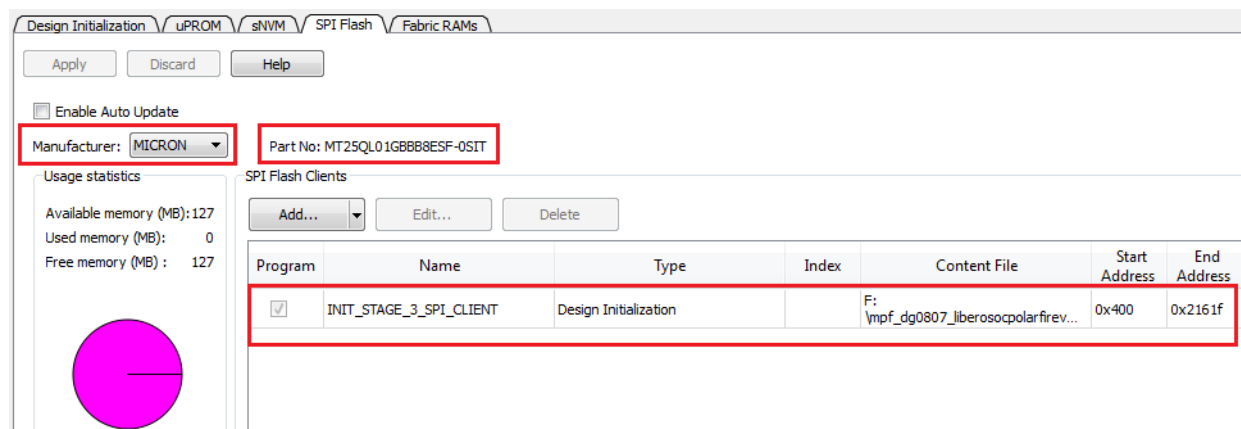 Design Initialization uPROM sNVM SPI Flash Fabric RAMs
Apply Discard Help
Enable Auto Update
Manufacturer: MICRON Part No: MT25QL01GBBB8ESF-0SIT
Usage statistics
Available memory (MB): 127
Used memory (MB): 0
Free memory (MB) : 127
SPI Flash Clients
Add... Edit... Delete
Program Name Type Index Content File Start Address End Address
INIT_STAGE_3_SPI_CLIENT Design Initialization F: \mpf_dg0807_liberosocpolarfirev... 0x400 0x2161f